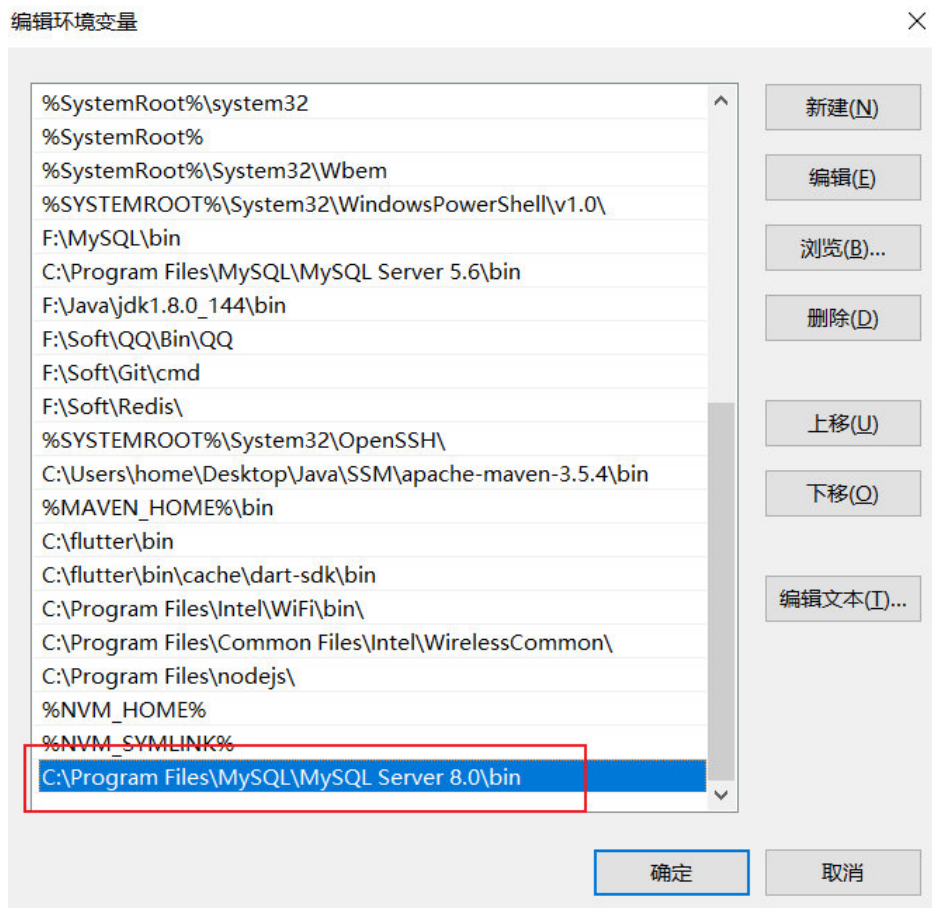 编辑环境变量
%SystemRoot%\system32
%SystemRoot%
%SystemRoot%\System32\Wbem
%SYSTEMROOT%\System32\WindowsPowerShell\v1.0\
F:\MySQL\bin
C:\Program Files\MySQL\MySQL Server 5.6\bin
F:\Java\jdk1.8.0_144\bin
F:\Soft\QQ\Bin\QQ
F:\Soft\Git\cmd
F:\Soft\Redis\
%SYSTEMROOT%\System32\OpenSSH\
C:\Users\home\Desktop\Java\SSM\apache-maven-3.5.4\bin
%MAVEN_HOME%\bin
C:\flutter\bin
C:\flutter\bin\cache\dart-sdk\bin
C:\Program Files\Intel\WiFi\bin\
C:\Program Files\Common Files\Intel\WirelessCommon\
C:\Program Files\nodejs\
%NVM_HOME%
%NVM_SYMLINK%
C:\Program Files\MySQL\MySQL Server 8.0\bin
新建(N)
编辑(E)
浏览(B)...
删除(D)
上移(U)
下移(O)
编辑文本(T)...
确定
取消